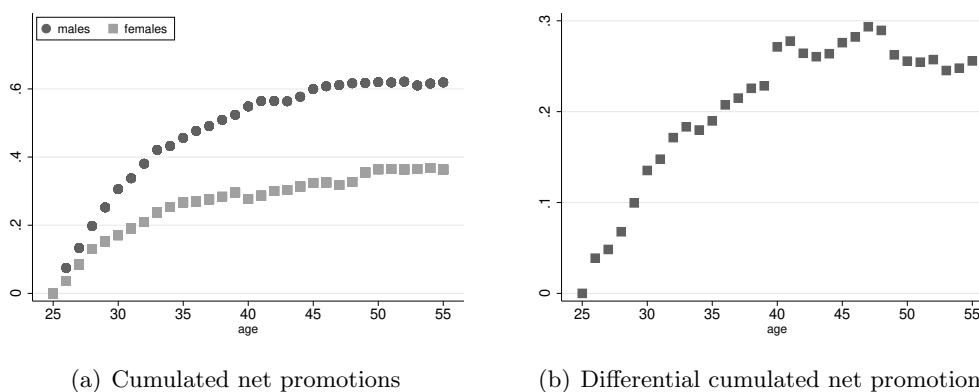 males females
.6
.4
.2
0
25 30 35 40 45 50 55
age
(a) Cumulated net promotions
.3
.2
.1
0
25 30 35 40 45 50 55
age
(b) Differential cumulated net promotion